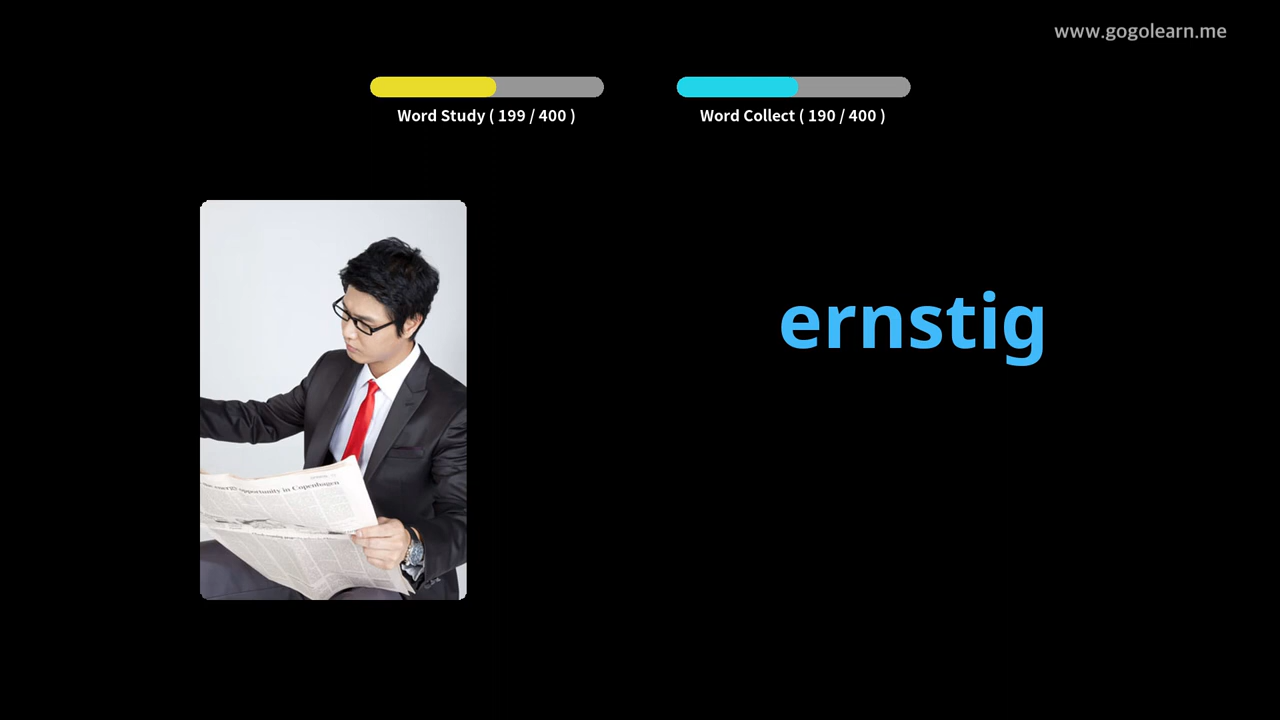 www.gogolearn.me
Word Study ( 199 / 400 )
Word Collect ( 190 / 400 )
ernstig
opportunity in Copenhagen